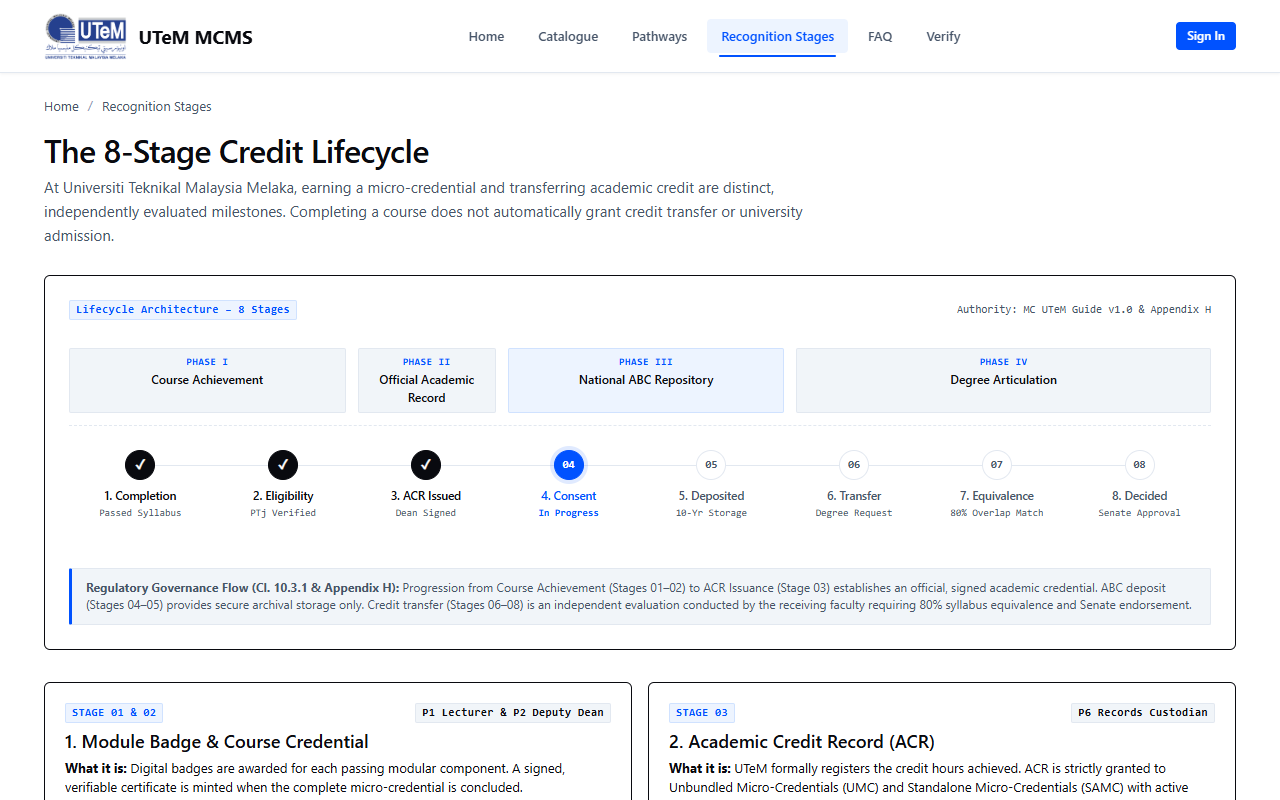 UTeM
UNIVERSITI TEKNIKAL MALAYSIA MELAKA
UTeM MCMS
Home
Catalogue
Pathways
Recognition Stages
FAQ
Verify
Sign In
Home / Recognition Stages
The 8-Stage Credit Lifecycle
At Universiti Teknikal Malaysia Melaka, earning a micro-credential and transferring academic credit are distinct,
independently evaluated milestones. Completing a course does not automatically grant credit transfer or university
admission.
Lifecycle Architecture — 8 Stages
Authority: MC UTeM Guide v1.0 & Appendix H
PHASE I
Course Achievement
PHASE II
Official Academic
Record
PHASE III
National ABC Repository
PHASE IV
Degree Articulation
✓
1. Completion
Passed Syllabus
✓
2. Eligibility
PTj Verified
✓
3. ACR Issued
Dean Signed
04
4. Consent
In Progress
05
5. Deposited
10-Yr Storage
06
6. Transfer
Degree Request
07
7. Equivalence
80% Overlap Match
08
8. Decided
Senate Approval
Regulatory Governance Flow (Cl. 10.3.1 & Appendix H): Progression from Course Achievement (Stages 01–02) to ACR Issuance (Stage 03) establishes an official, signed academic credential. ABC deposit
(Stages 04–05) provides secure archival storage only. Credit transfer (Stages 06–08) is an independent evaluation conducted by the receiving faculty requiring 80% syllabus equivalence and Senate endorsement.
STAGE 01 & 02
P1 Lecturer & P2 Deputy Dean
1. Module Badge & Course Credential
What it is: Digital badges are awarded for each passing modular component. A signed,
verifiable certificate is minted when the complete micro-credential is concluded.
STAGE 03
P6 Records Custodian
2. Academic Credit Record (ACR)
What it is: UTeM formally registers the credit hours achieved. ACR is strictly granted to
Unbundled Micro-Credentials (UMC) and Standalone Micro-Credentials (SAMC) with active